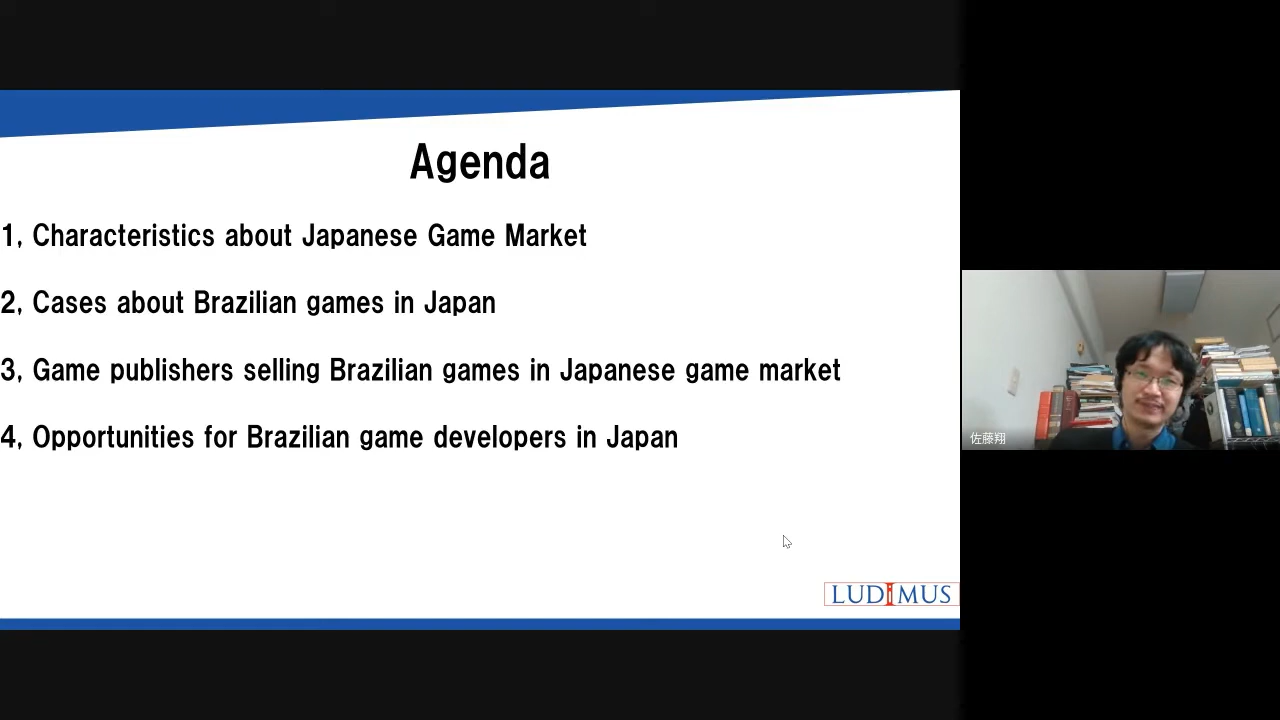 Agenda
1, Characteristics about Japanese Game Market
2, Cases about Brazilian games in Japan
3, Game publishers selling Brazilian games in Japanese game market
4, Opportunities for Brazilian game developers in Japan
LUDiMUS
佐藤翔